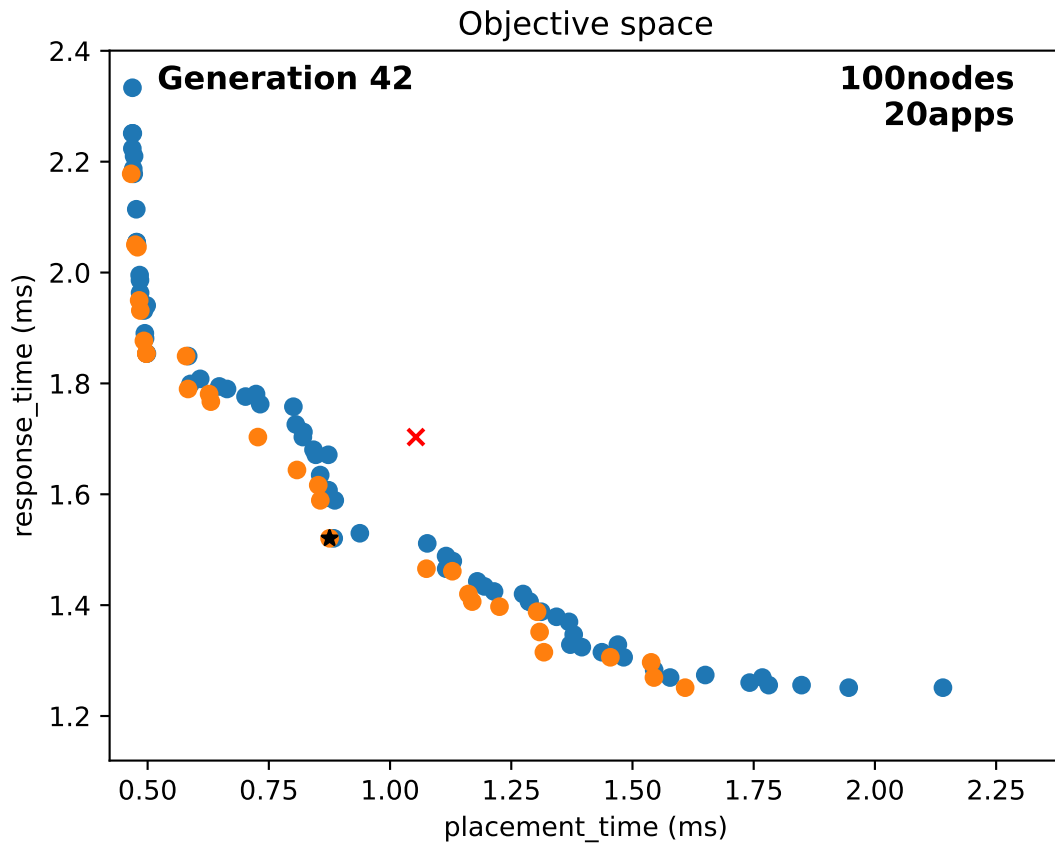 Objective space
Generation 42
100nodes
20apps
response_time (ms)
2.4
2.2
2.0
1.8
1.6
1.4
1.2
0.50 0.75 1.00 1.25 1.50 1.75 2.00 2.25
placement_time (ms)